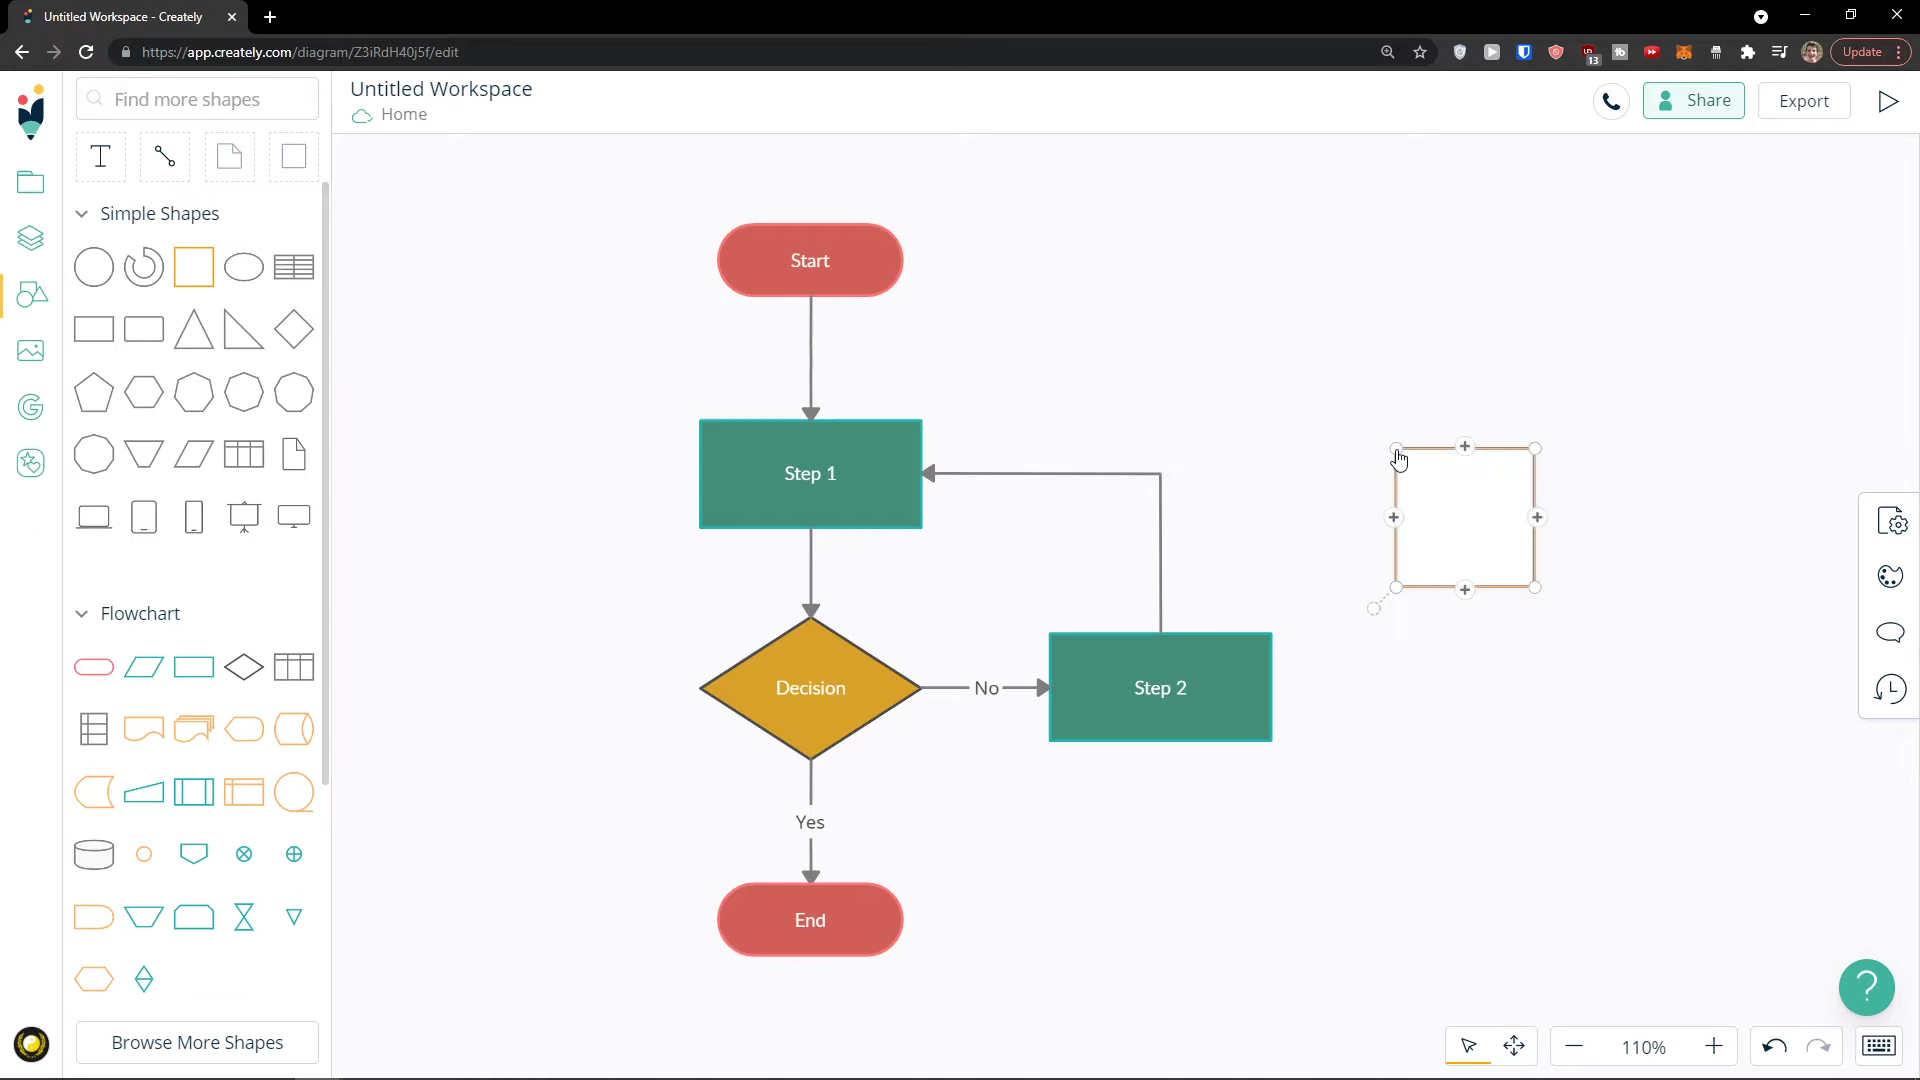 Untitled Workspace - Creately
https://app.creately.com/diagram/Z3iRdH40j5f/edit
13
Update
Find more shapes
Untitled Workspace
Home
Share
Export
T
Simple Shapes
Flowchart
Browse More Shapes
Start
Step 1
Decision
No
Step 2
Yes
End
?
110%